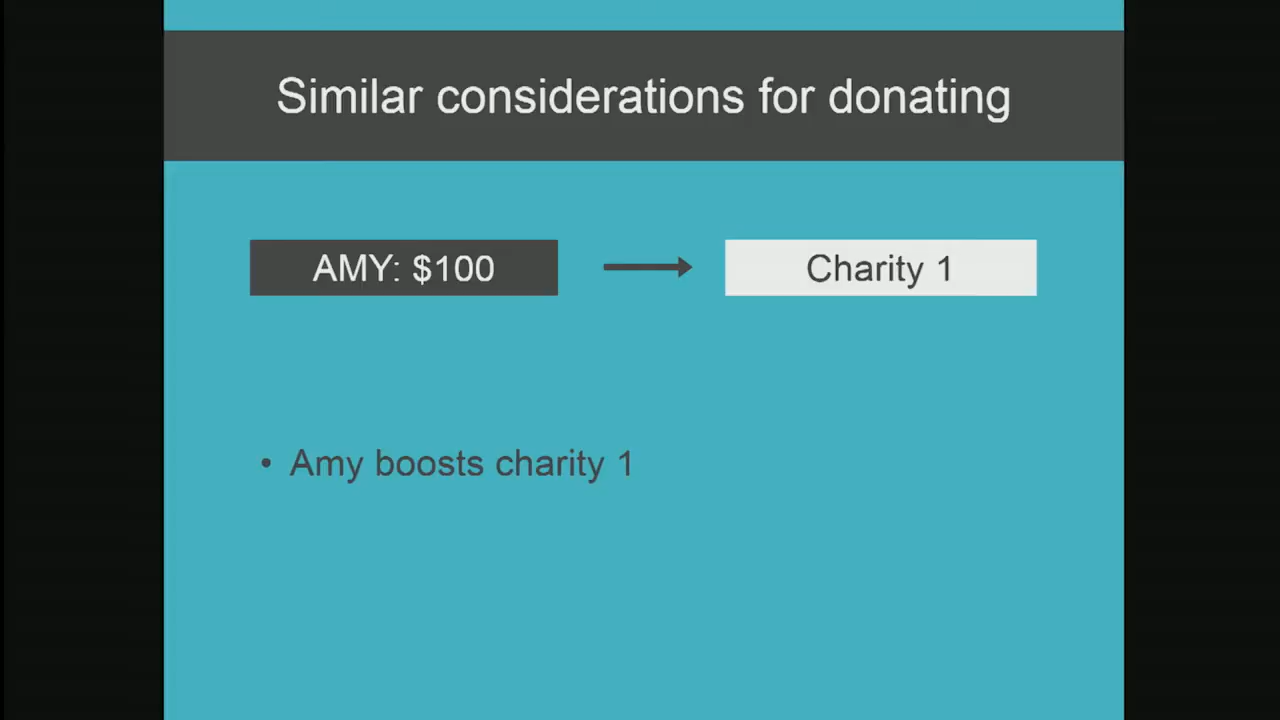 Similar considerations for donating
AMY: $100
Charity 1
• Amy boosts charity 1